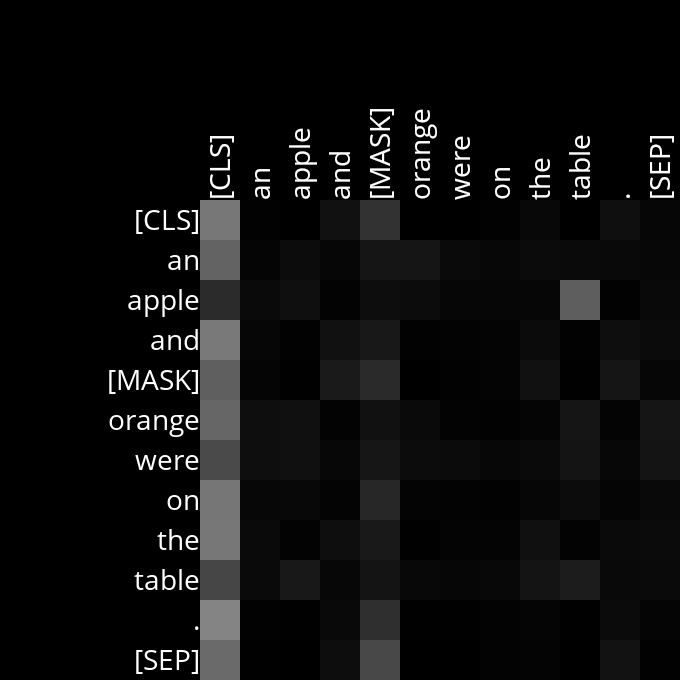 [CLS] an apple and [MASK] orange were on the table . [SEP]
[CLS]
an
apple
and
[MASK]
orange
were
on
the
table
.
[SEP]